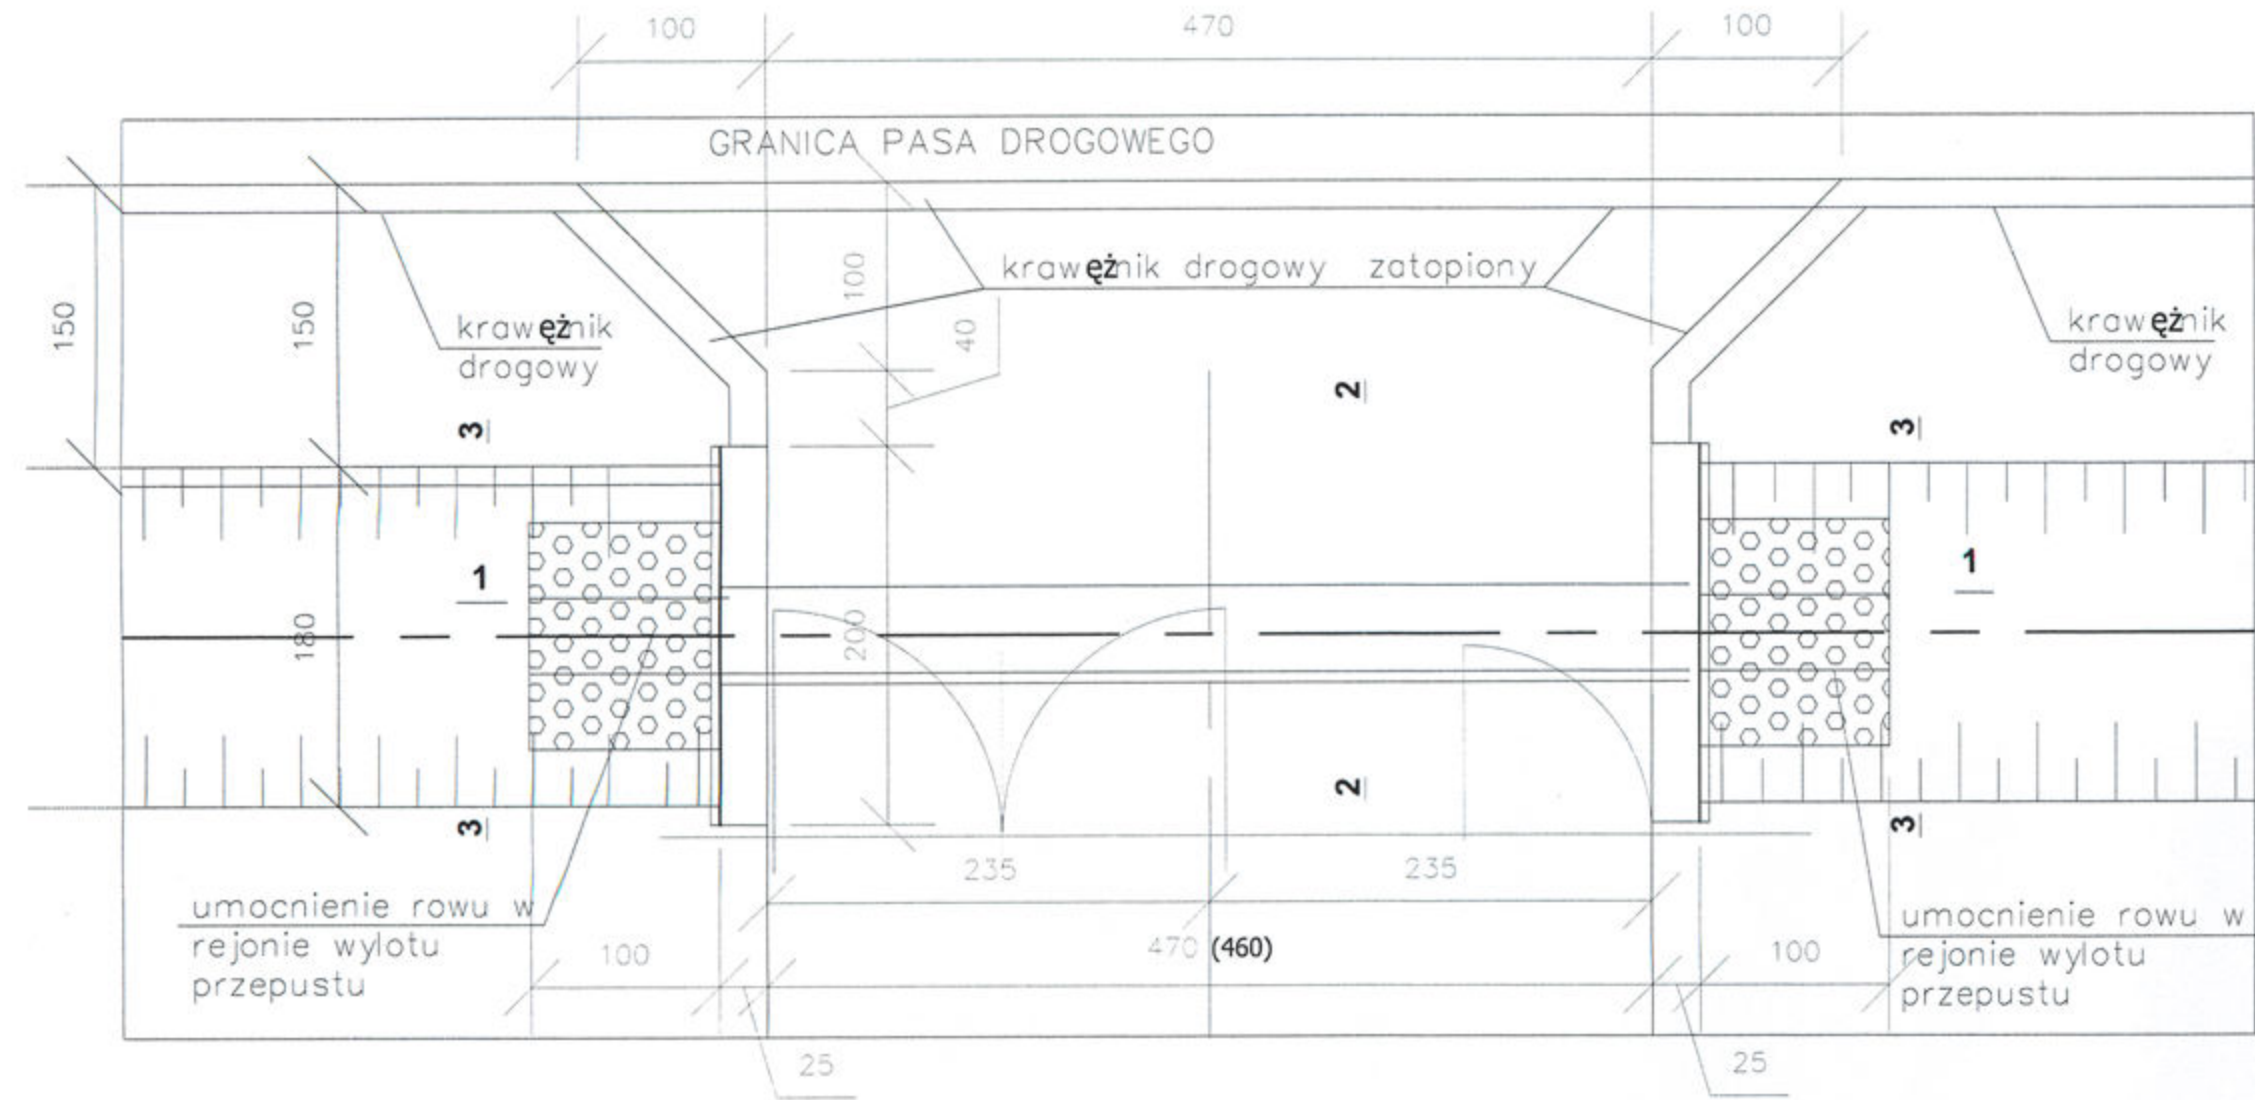 100
470
100
GRANICA PASA DROGOWEGO
krawężnik drogowy zatopiony
100
40
150
150
krawężnik
drogowy
krawężnik
drogowy
2
3
3
1
1
180
200
2
3
3
235
235
umocnienie rowu w
rejonie wylotu
przepustu
470 (460)
100
100
umocnienie rowu w
rejonie wylotu
przepustu
25
25